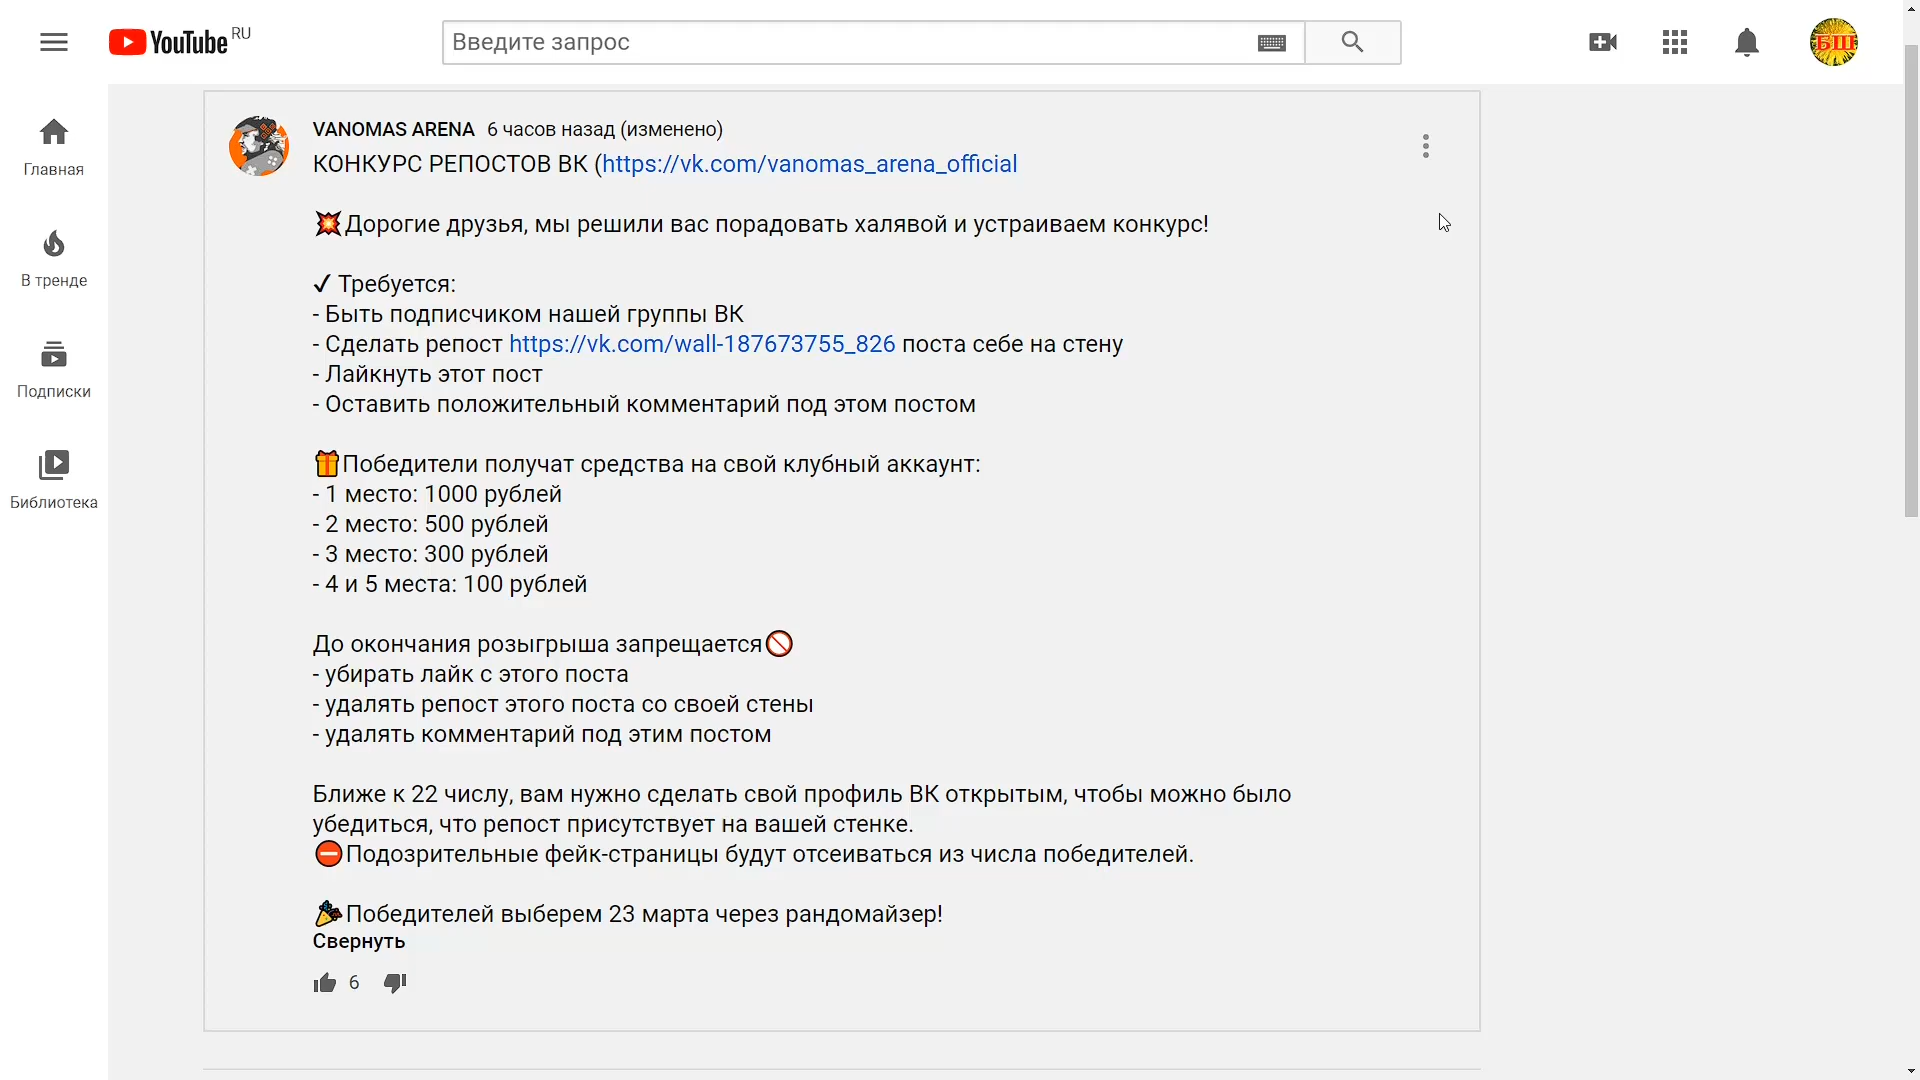 YouTube RU
Введите запрос
БШ
Главная
В тренде
Подписки
Библиотека
VANOMAS ARENA 6 часов назад (изменено)
КОНКУРС РЕПОСТОВ ВК (https://vk.com/vanomas_arena_official
💥Дорогие друзья, мы решили вас порадовать халявой и устраиваем конкурс!
✓ Требуется:
- Быть подписчиком нашей группы ВК
- Сделать репост https://vk.com/wall-187673755_826 поста себе на стену
- Лайкнуть этот пост
- Оставить положительный комментарий под этом постом
🎁Победители получат средства на свой клубный аккаунт:
- 1 место: 1000 рублей
- 2 место: 500 рублей
- 3 место: 300 рублей
- 4 и 5 места: 100 рублей
До окончания розыгрыша запрещается🚫
- убирать лайк с этого поста
- удалять репост этого поста со своей стены
- удалять комментарий под этим постом
Ближе к 22 числу, вам нужно сделать свой профиль ВК открытым, чтобы можно было
убедиться, что репост присутствует на вашей стенке.
⛔Подозрительные фейк-страницы будут отсеиваться из числа победителей.
🎉Победителей выберем 23 марта через рандомайзер!
Свернуть
6